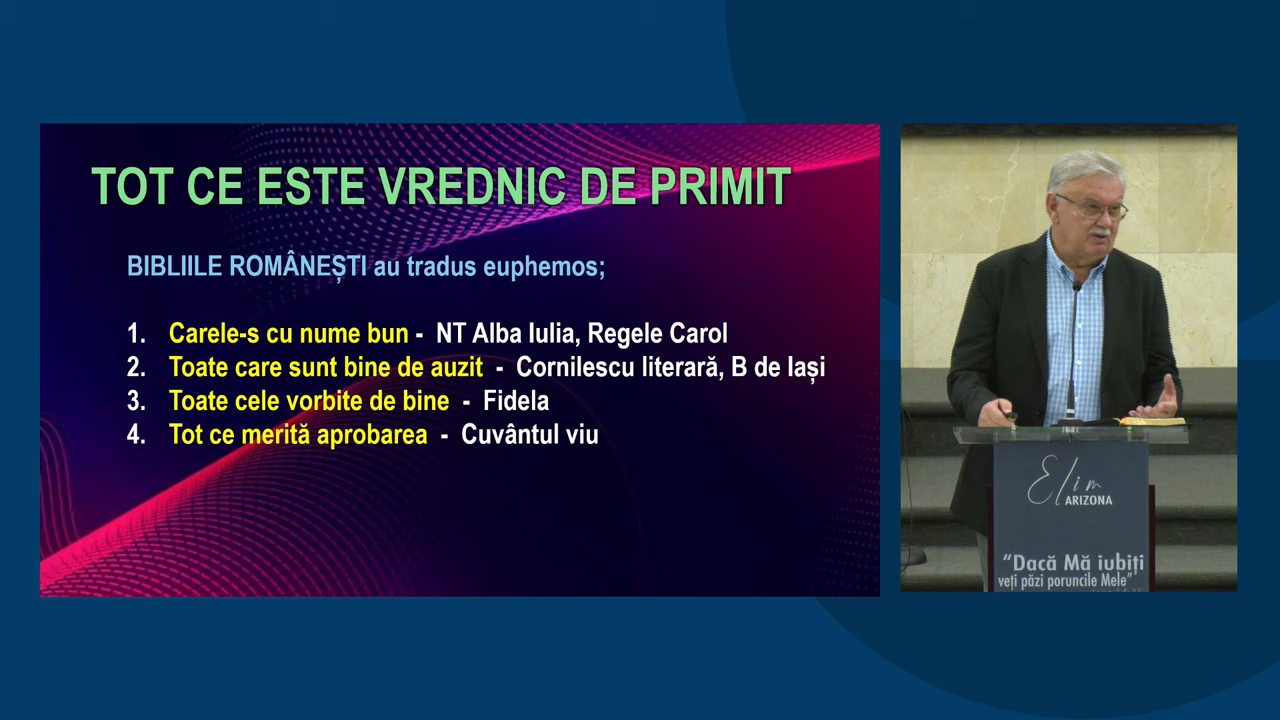 TOT CE ESTE VREDNIC DE PRIMIT
BIBLIILE ROMÂNEȘTI au tradus euphemos;
1. Carele-s cu nume bun - NT Alba Iulia, Regele Carol
2. Toate care sunt bine de auzit - Cornilescu literară, B de Iași
3. Toate cele vorbite de bine - Fidela
4. Tot ce merită aprobarea - Cuvântul viu
Elim
ARIZONA
“Dacă Mă iubiți
veți păzi poruncile Mele”